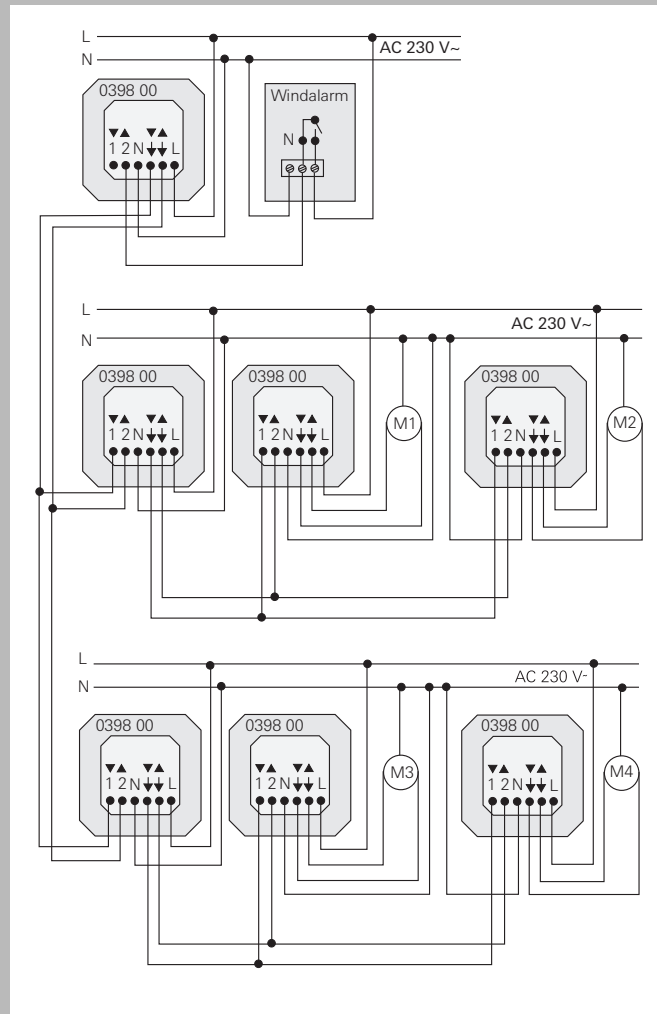 L
AC 230 V~
N
0398 00
Windalarm
▼▲ ▼▲
1 2 N L
N
L
AC 230 V~
N
0398 00
0398 00
0398 00
M1
M2
▼▲ ▼▲
1 2 N L
▼▲ ▼▲
1 2 N L
▼▲ ▼▲
1 2 N L
L
AC 230 V-
N
0398 00
0398 00
0398 00
M3
M4
▼▲ ▼▲
1 2 N L
▼▲ ▼▲
1 2 N L
▼▲ ▼▲
1 2 N L